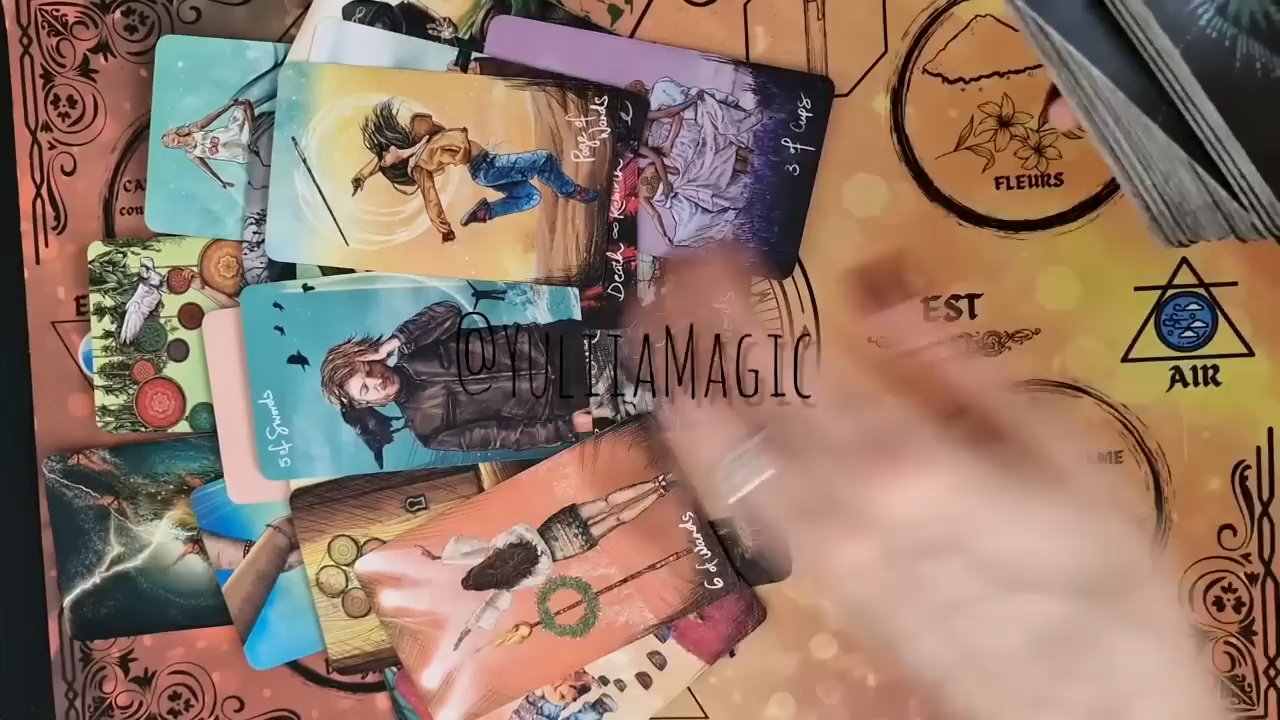 Page of
Wands
3 of Cups
Death ∞ Rebirth
FLEURS
EST
AIR
@YULIIAMAGIC
5 of Swords
6 of Wands